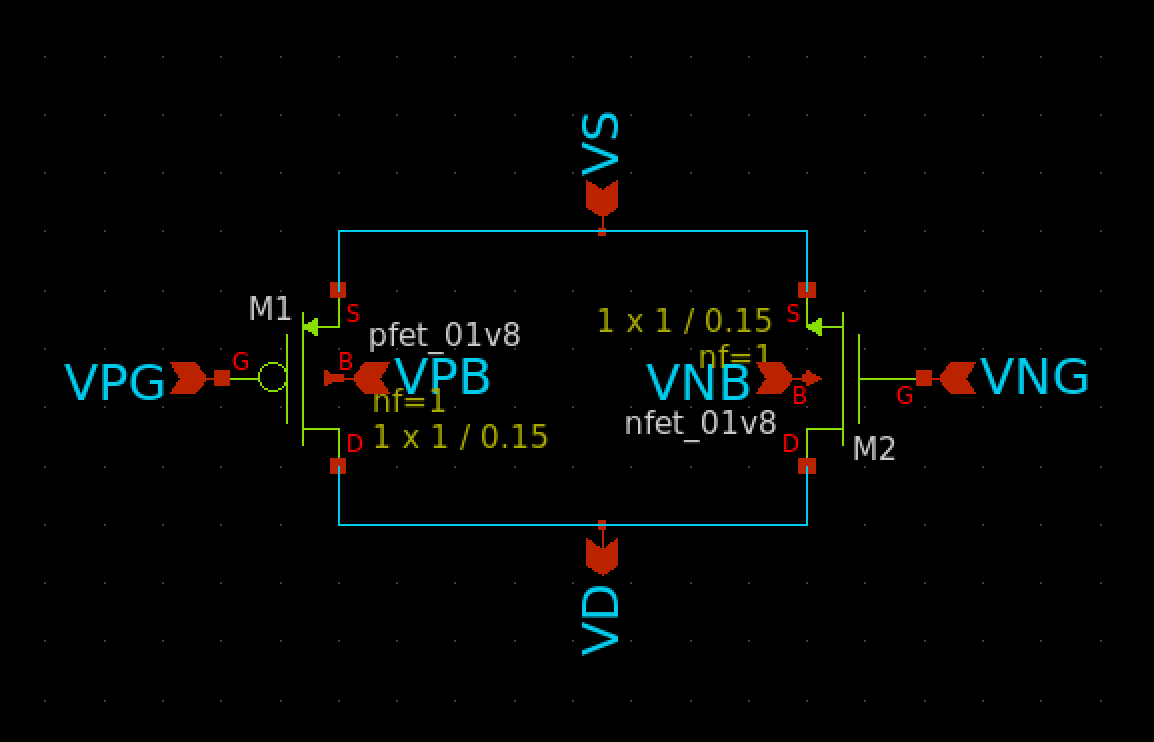 VS
M1
S
pfet_01v8
G
B
VPG
VPB
nf=1
D
1 x 1 / 0.15
1 x 1 / 0.15
S
nf=1
VNB
B
G
VNG
nfet_01v8
D
M2
VD